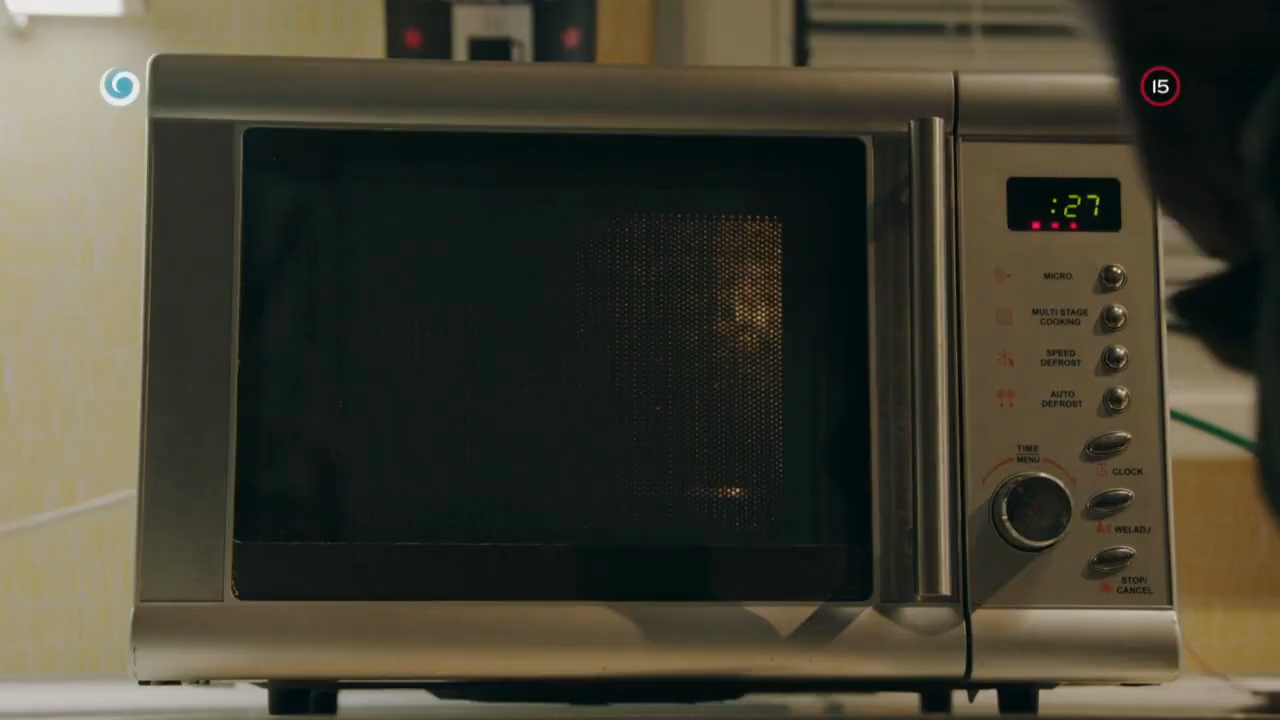 15
:27
MICRO.
MULTI STAGE
COOKING
SPEED
DEFROST
AUTO
DEFROST
TIME
MENU
CLOCK
WEI.ADJ
STOP/
CANCEL